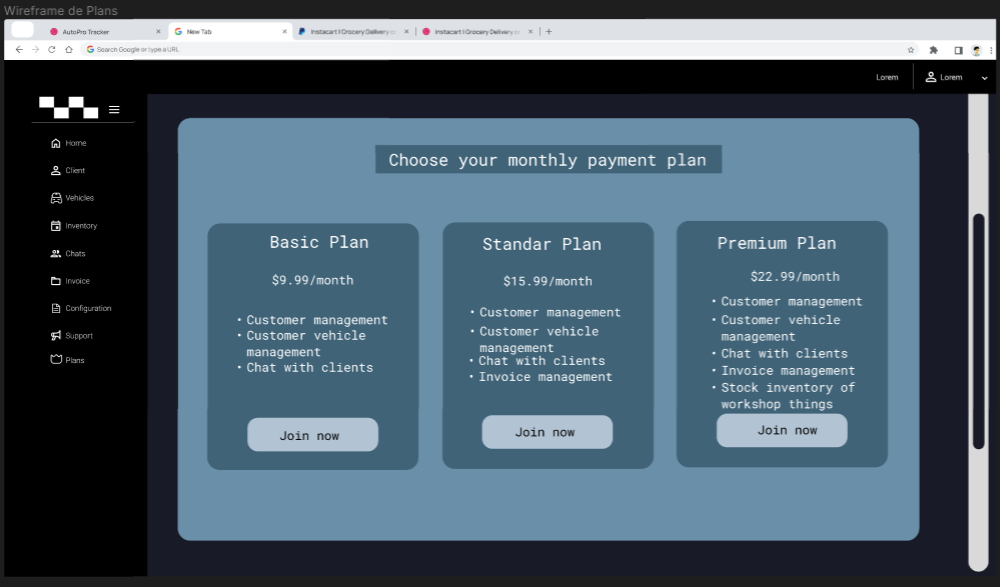 Wireframe de Plans
AutoPro Tracker
New Tab
Instacart | Grocery Delivery
Instacart | Grocery Delivery
Search Google or type a URL
Lorem
Lorem
Home
Client
Vehicles
Inventory
Chats
Invoice
Configuration
Support
Plans
Choose your monthly payment plan
Basic Plan
$9.99/month
• Customer management
• Customer vehicle
management
• Chat with clients
Join now
Standar Plan
$15.99/month
• Customer management
• Customer vehicle
management
• Chat with clients
• Invoice management
Join now
Premium Plan
$22.99/month
• Customer management
• Customer vehicle
management
• Chat with clients
• Invoice management
• Stock inventory of
workshop things
Join now